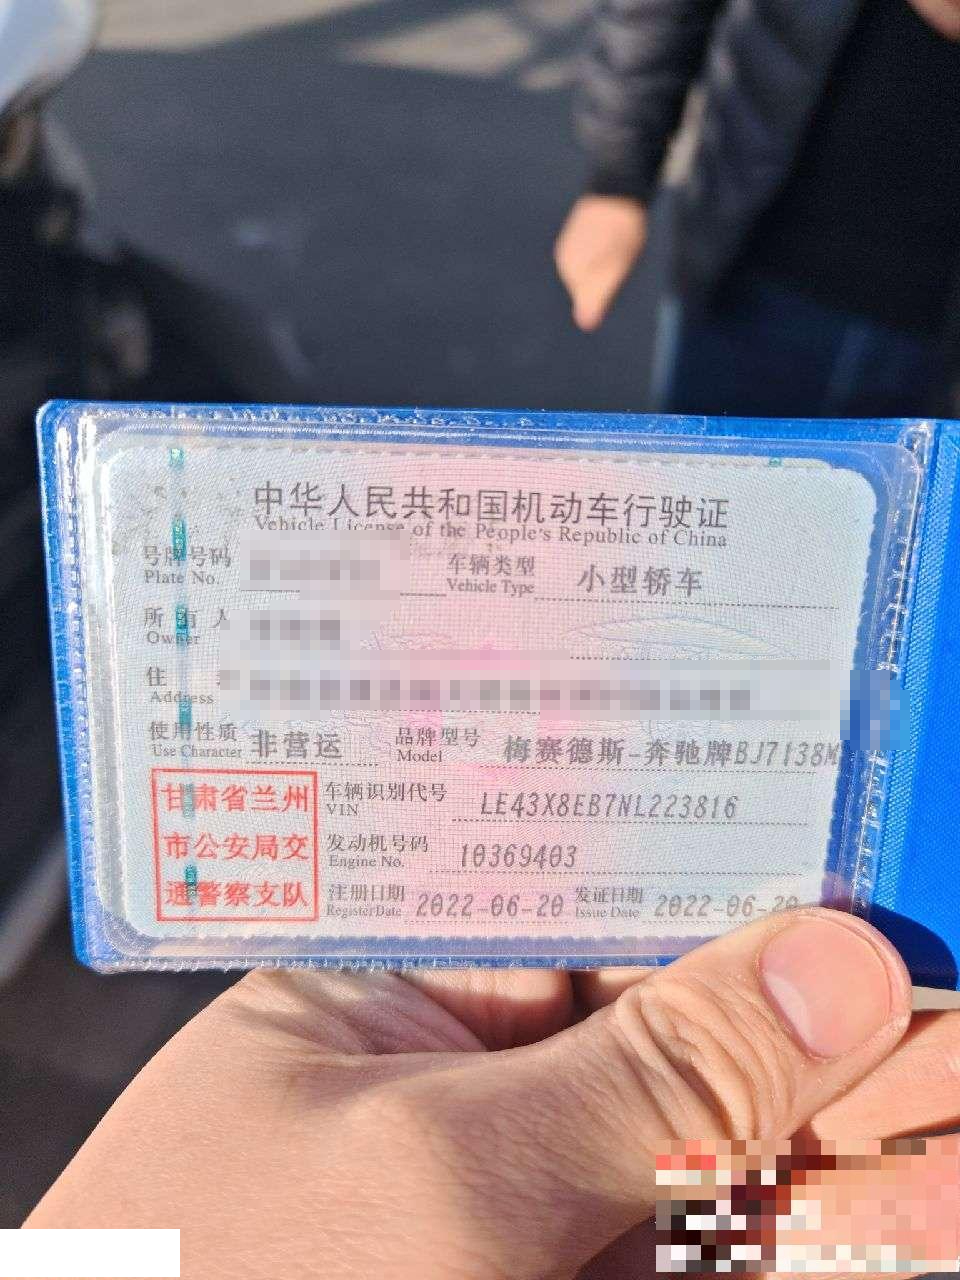 中华人民共和国机动车行驶证
Vehicle License of the People's Republic of China
号牌号码
Plate No.
车辆类型 小型轿车
Vehicle Type
所有人
Owner
住
Address
使用性质 非营运
Use Character
品牌型号 梅赛德斯-奔驰牌BJ7138M
Model
甘肃省兰州
市公安局交
通警察支队
车辆识别代号 LE43X8EB7NL223816
VIN
发动机号码 10369403
Engine No.
注册日期 2022-06-20 发证日期 2022-06-20
Register Date Issue Date